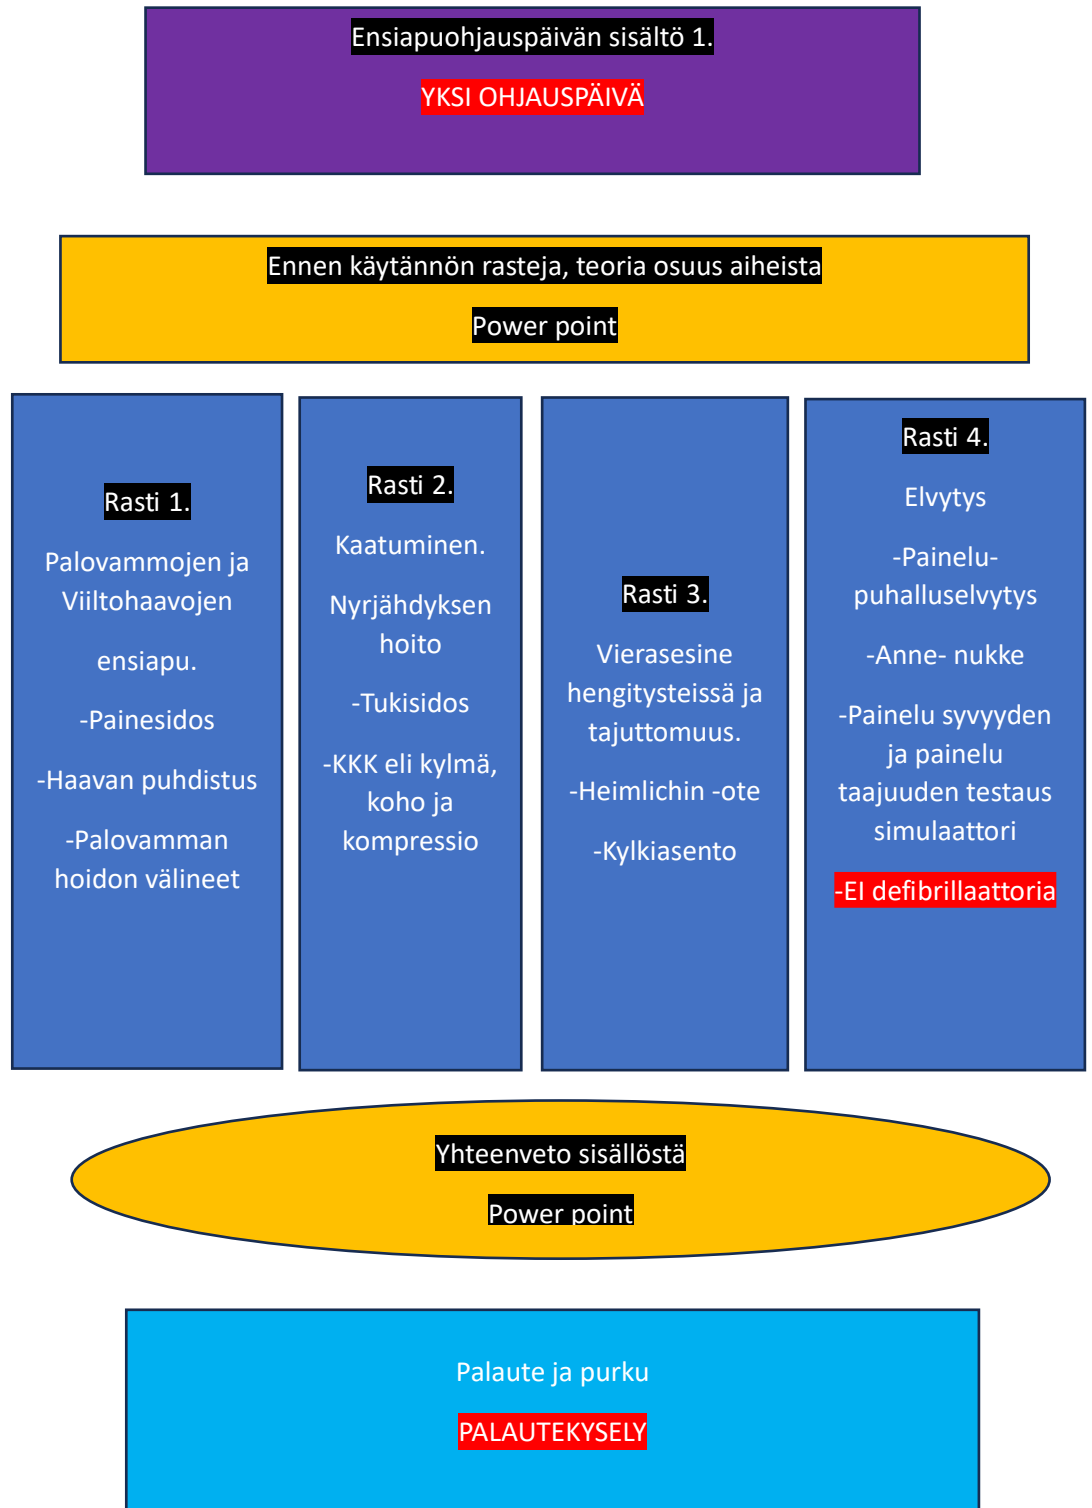 Ensiapuohjauspäivän sisältö 1.
YKSI OHJAUSPÄIVÄ
Ennen käytännön rasteja, teoria osuus aiheista
Power point
Rasti 1.
Palovammojen ja
Viiltohaavojen
ensiapu.
-Painesidos
-Haavan puhdistus
-Palovamman
hoidon välineet
Rasti 2.
Kaatuminen.
Nyrjähdyksen
hoito
-Tukisidos
-KKK eli kylmä,
koho ja
kompressio
Rasti 3.
Vierasesine
hengitysteissä ja
tajuttomuus.
-Heimlichin -ote
-Kylkiasento
Rasti 4.
Elvytys
-Painelu-
puhalluselvytys
-Anne- nukke
-Painelu syvyyden
ja painelu
taajuuden testaus
simulaattori
-EI defibrillaattoria
Yhteenveto sisällöstä
Power point
Palaute ja purku
PALAUTEKYSELY